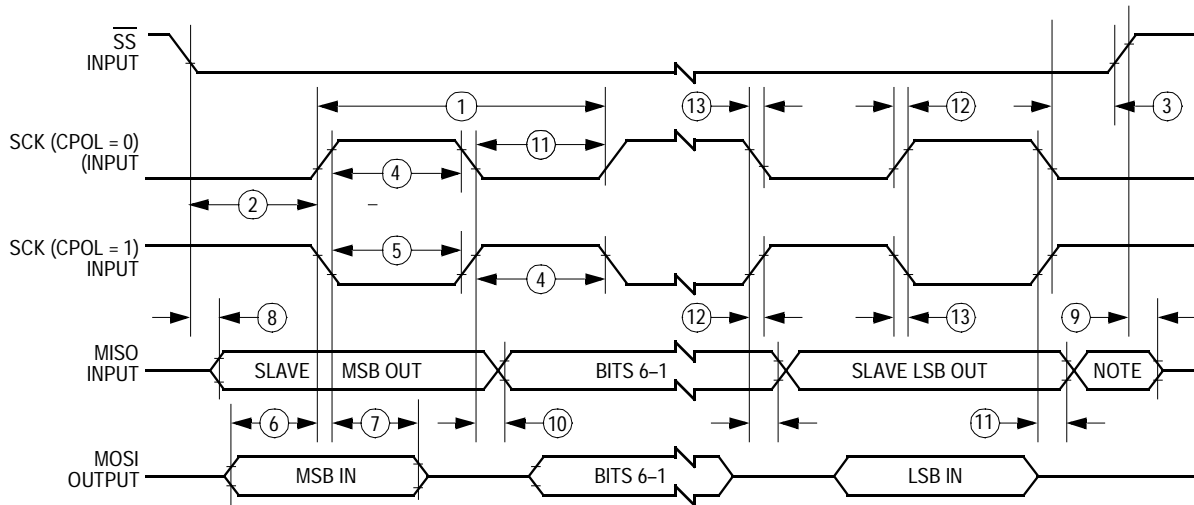 SS
INPUT
1
13
12
3
SCK (CPOL = 0)
(INPUT
11
4
2
–
SCK (CPOL = 1)
INPUT
5
4
8
12
13
9
MISO
INPUT
SLAVE MSB OUT
BITS 6–1
SLAVE LSB OUT
NOTE
6
7
10
11
MOSI
OUTPUT
MSB IN
BITS 6–1
LSB IN